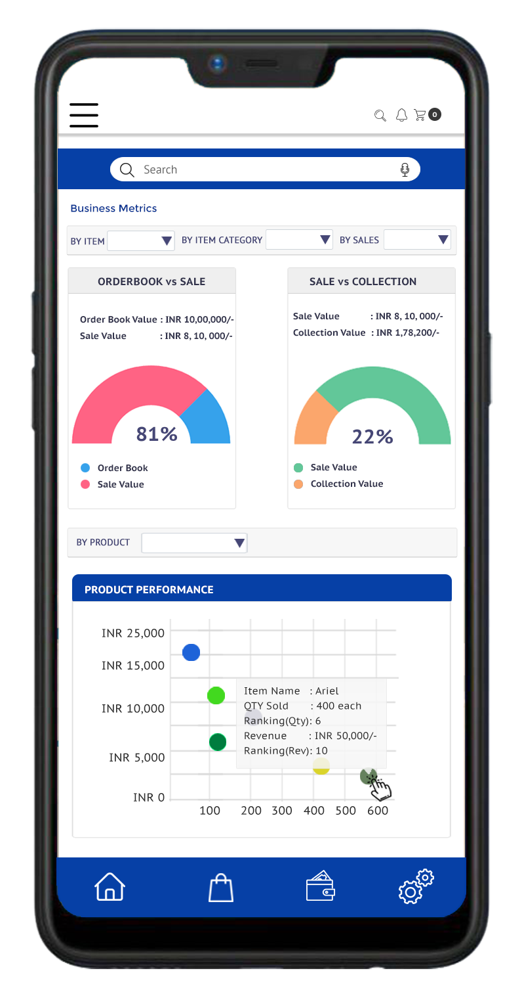 0
Search
Business Metrics
BY ITEM BY ITEM CATEGORY BY SALES
ORDERBOOK vs SALE
Order Book Value : INR 10,00,000/-
Sale Value : INR 8, 10, 000/-
81%
Order Book
Sale Value
SALE vs COLLECTION
Sale Value : INR 8, 10, 000/-
Collection Value : INR 1,78,200/-
22%
Sale Value
Collection Value
BY PRODUCT
PRODUCT PERFORMANCE
INR 25,000
INR 15,000
INR 10,000
INR 5,000
INR 0
Item Name : Ariel
QTY Sold : 400 each
Ranking(Qty): 6
Revenue : INR 50,000/-
Ranking(Rev): 10
100 200 300 400 500 600